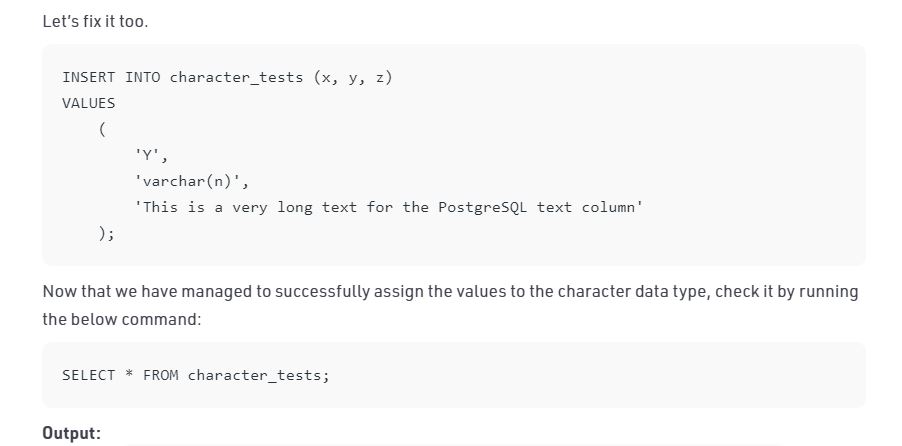 Let's fix it too.
INSERT INTO character_tests (x, y, z)
VALUES
(
'Y',
'varchar(n)',
'This is a very long text for the PostgreSQL text column'
);
Now that we have managed to successfully assign the values to the character data type, check it by running
the below command:
SELECT * FROM character_tests;
Output: